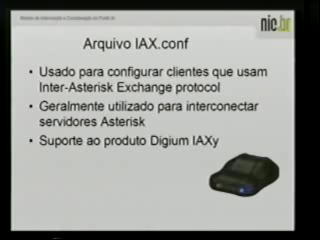 nic.br
Arquivo IAX.conf
• Usado para configurar clientes que usam
Inter-Asterisk Exchange protocol
• Geralmente utilizado para interconectar
servidores Asterisk
• Suporte ao produto Digium IAXy